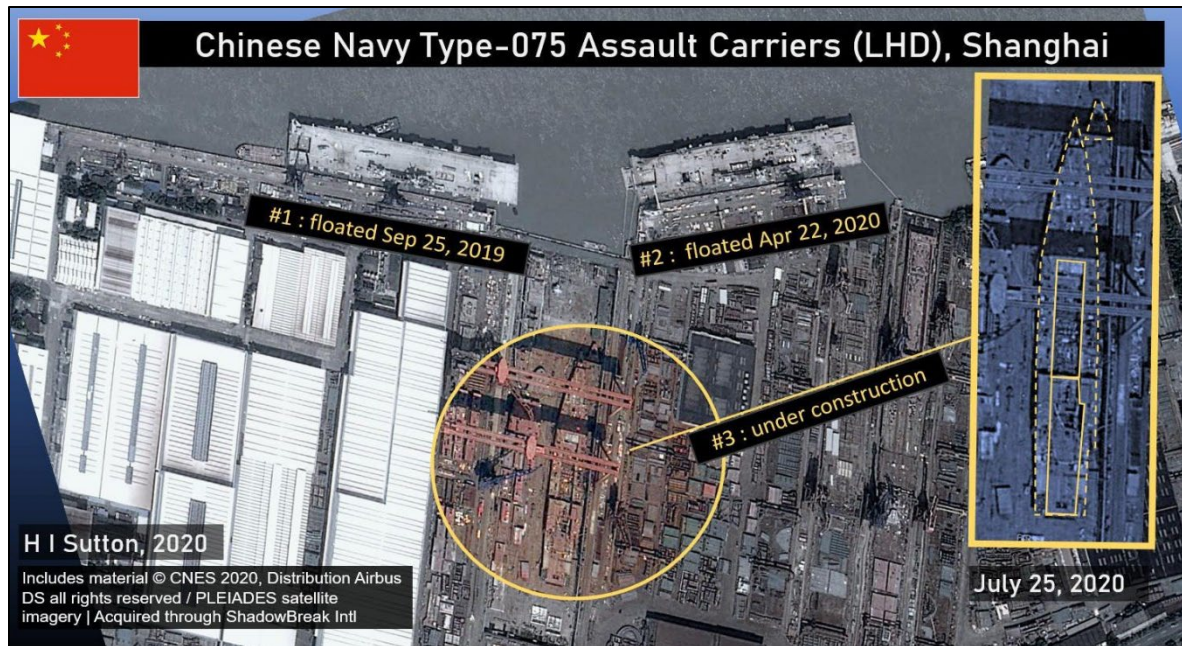 Chinese Navy Type-075 Assault Carriers (LHD), Shanghai
#1 : floated Sep 25, 2019
#2 : floated Apr 22, 2020
#3 : under construction
H I Sutton, 2020
Includes material © CNES 2020, Distribution Airbus
DS all rights reserved / PLEIADES satellite
imagery | Acquired through ShadowBreak Intl
July 25, 2020